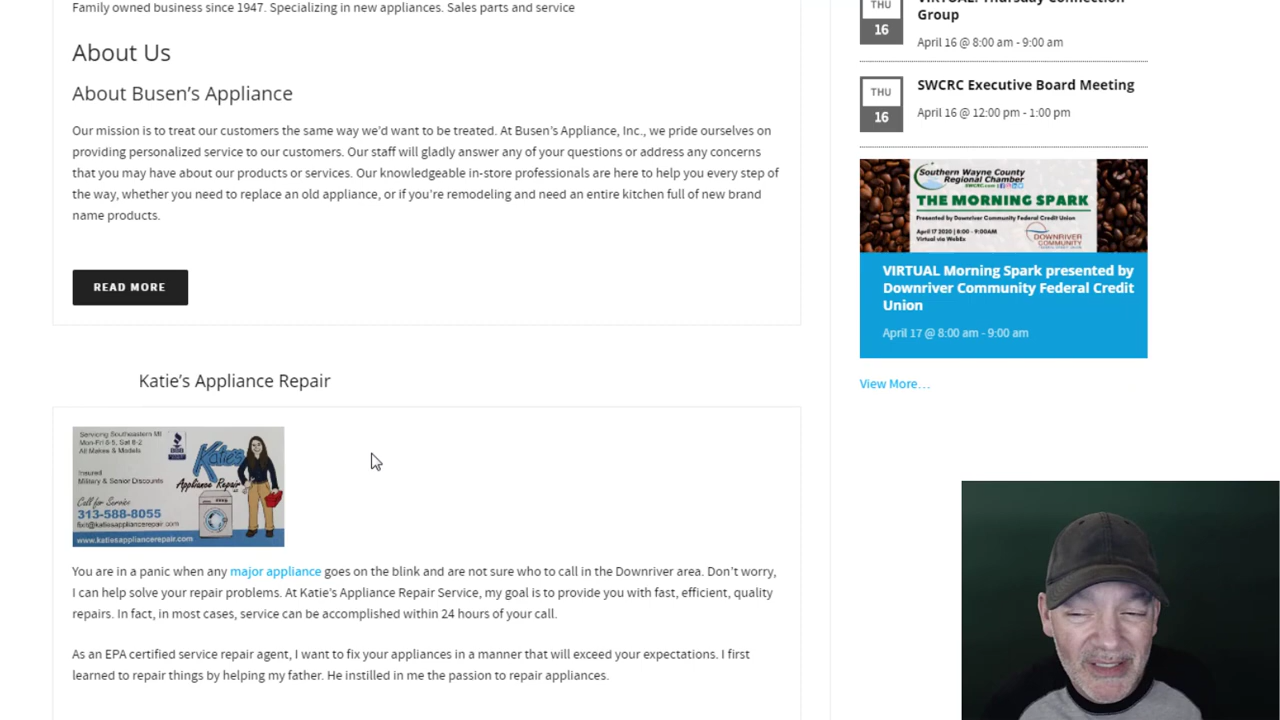 Family owned business since 1947. Specializing in new appliances. Sales parts and service
About Us
About Busen's Appliance
Our mission is to treat our customers the same way we'd want to be treated. At Busen's Appliance, Inc., we pride ourselves on
providing personalized service to our customers. Our staff will gladly answer any of your questions or address any concerns
that you may have about our products or services. Our knowledgeable in-store professionals are here to help you every step of
the way, whether you need to replace an old appliance, or if you're remodeling and need an entire kitchen full of new brand
name products.
READ MORE
Katie's Appliance Repair
Servicing Southeastern MI
Mon-Fri 8-5, Sat 8-2
All Makes & Models
Insured
Military & Senior Discounts
Call for Service
313-588-8055
fixit@katiesappliancerepair.com
www.katiesappliancerepair.com
Katie's
Appliance Repair
You are in a panic when any major appliance goes on the blink and are not sure who to call in the Downriver area. Don't worry,
I can help solve your repair problems. At Katie's Appliance Repair Service, my goal is to provide you with fast, efficient, quality
repairs. In fact, in most cases, service can be accomplished within 24 hours of your call.
As an EPA certified service repair agent, I want to fix your appliances in a manner that will exceed your expectations. I first
learned to repair things by helping my father. He instilled in me the passion to repair appliances.
THU
16
VIRTUAL: Thursday Connection
Group
April 16 @ 8:00 am - 9:00 am
THU
16
SWCRC Executive Board Meeting
April 16 @ 12:00 pm - 1:00 pm
Southern Wayne County
Regional Chamber
SWCRC.com
THE MORNING SPARK
Presented by Downriver Community Federal Credit Union
April 17 2020 | 8:00 - 9:00AM
Virtual via WebEx
DOWNRIVER
COMMUNITY
VIRTUAL Morning Spark presented by
Downriver Community Federal Credit
Union
April 17 @ 8:00 am - 9:00 am
View More…